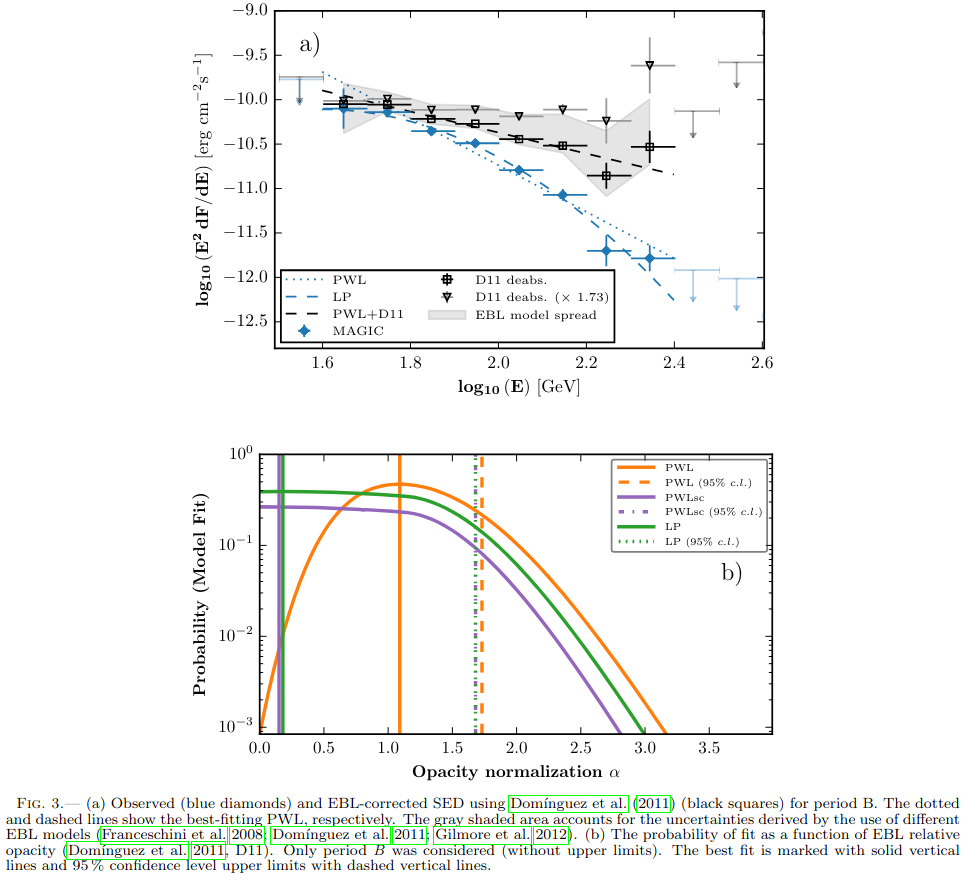 −9.0
−9.5
−10.0
−10.5
−11.0
−11.5
−12.0
−12.5
log10 (E² dF/dE) [erg cm−2s−1]
a)
PWL
LP
PWL+D11
MAGIC
D11 deabs.
D11 deabs. (× 1.73)
EBL model spread
1.6 1.8 2.0 2.2 2.4 2.6
log10 (E) [GeV]
10^0
10^−1
10^−2
10^−3
Probability (Model Fit)
PWL
PWL (95% c.l.)
PWLsc
PWLsc (95% c.l.)
LP
LP (95% c.l.)
b)
0.0 0.5 1.0 1.5 2.0 2.5 3.0 3.5
Opacity normalization α
Fig. 3.— (a) Observed (blue diamonds) and EBL-corrected SED using Domínguez et al. (2011) (black squares) for period B. The dotted
and dashed lines show the best-fitting PWL, respectively. The gray shaded area accounts for the uncertainties derived by the use of different
EBL models (Franceschini et al. 2008; Domínguez et al. 2011; Gilmore et al. 2012). (b) The probability of fit as a function of EBL relative
opacity (Domínguez et al. 2011, D11). Only period B was considered (without upper limits). The best fit is marked with solid vertical
lines and 95 % confidence level upper limits with dashed vertical lines.